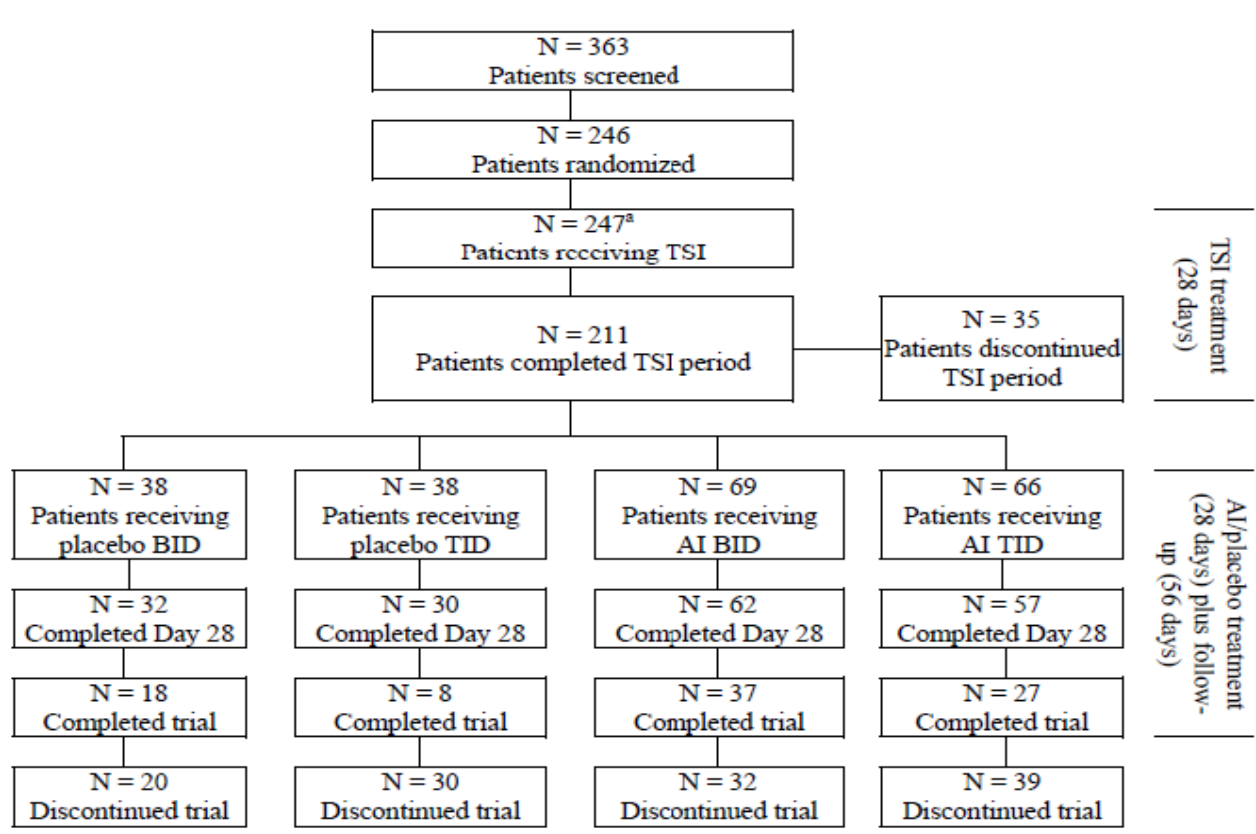 N = 363
Patients screened
N = 246
Patients randomized
N = 247ª
Patients receiving TSI
N = 211
Patients completed TSI period
N = 35
Patients discontinued
TSI period
TSI treatment
(28 days)
N = 38
Patients receiving
placebo BID
N = 38
Patients receiving
placebo TID
N = 69
Patients receiving
AI BID
N = 66
Patients receiving
AI TID
N = 32
Completed Day 28
N = 30
Completed Day 28
N = 62
Completed Day 28
N = 57
Completed Day 28
N = 18
Completed trial
N = 8
Completed trial
N = 37
Completed trial
N = 27
Completed trial
AI/placebo treatment
(28 days) plus follow-
up (56 days)
N = 20
Discontinued trial
N = 30
Discontinued trial
N = 32
Discontinued trial
N = 39
Discontinued trial